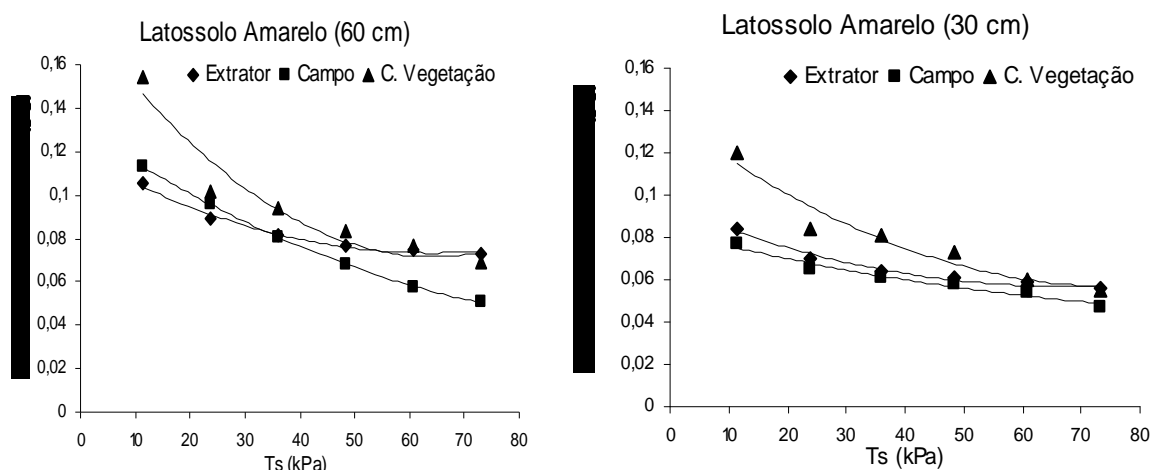 Latossolo Amarelo (60 cm)
Extrator Campo C. Vegetação
0,16
0,14
0,12
0,1
0,08
0,06
0,04
0,02
0
0 10 20 30 40 50 60 70 80
Ts (kPa)
Latossolo Amarelo (30 cm)
Extrator Campo C. Vegetação
0,16
0,14
0,12
0,1
0,08
0,06
0,04
0,02
0
0 10 20 30 40 50 60 70 80
Ts (kPa)